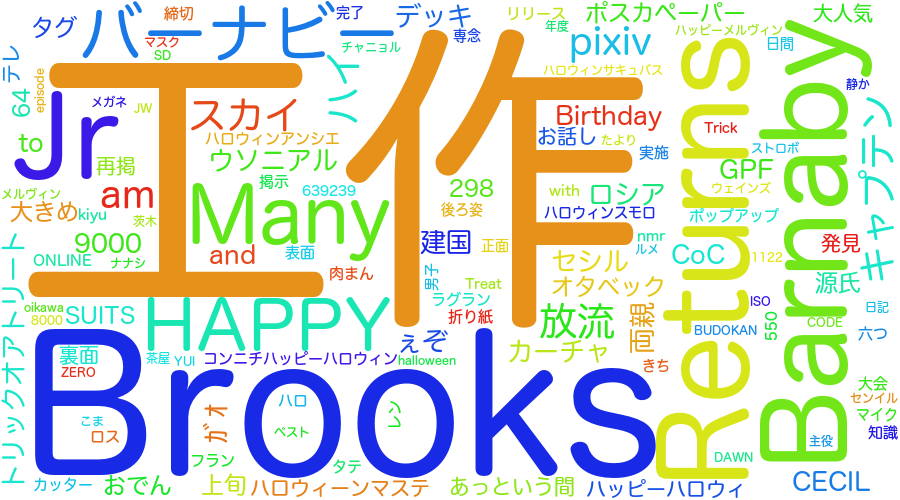 締切
完了
リリース
ポスカペーパー
大人気
タグ
バーナビー
デッキ
専念
年度
ハッピーメルヴィン
マスク
SD
チャニョル
pixiv
日間
テレ
episode
64
メガネ
JW
工作
ハイ
ハロウィンサキュバス
静か
Jr
スカイ
Birthday
Trick
Returns
Barnaby
キャプテン
to
再掲
ハロウィンアンシエ
お話し
たより
実施
ストロボ
ウソニアル
GPF
ウェインズ
メルヴィン
am
掲示
639239
298
with
ロシア
大きめ
kiyu
茨木
Many
後ろ姿
ハロウィンスモロ
ポップアップ
9000
ナナシ
and
表面
建国
正面
nmr
ルメ
CoC
1122
発見
ONLINE
肉まん
男子
セシル
源氏
トリックオアトリート
Treat
オタベック
ISO
日記
oikawa
8000
SUITS
HAPPY
ラグラン
折り紙
放流
両親
BUDOKAN
550
CODE
六つ
裏面
茶屋
YUI
コンニチハッピーハロウィン
halloween
えぞ
カーチャ
きち
ZERO
Brooks
大会
センイル
こま
ロス
ガオ
ハロ
ペスト
レン
マイク
知識
主役
フラン
タテ
DAWN
カッター
おでん
上旬
ハロウィーンマステ
あっという間
ハッピーハロウィ
CECIL